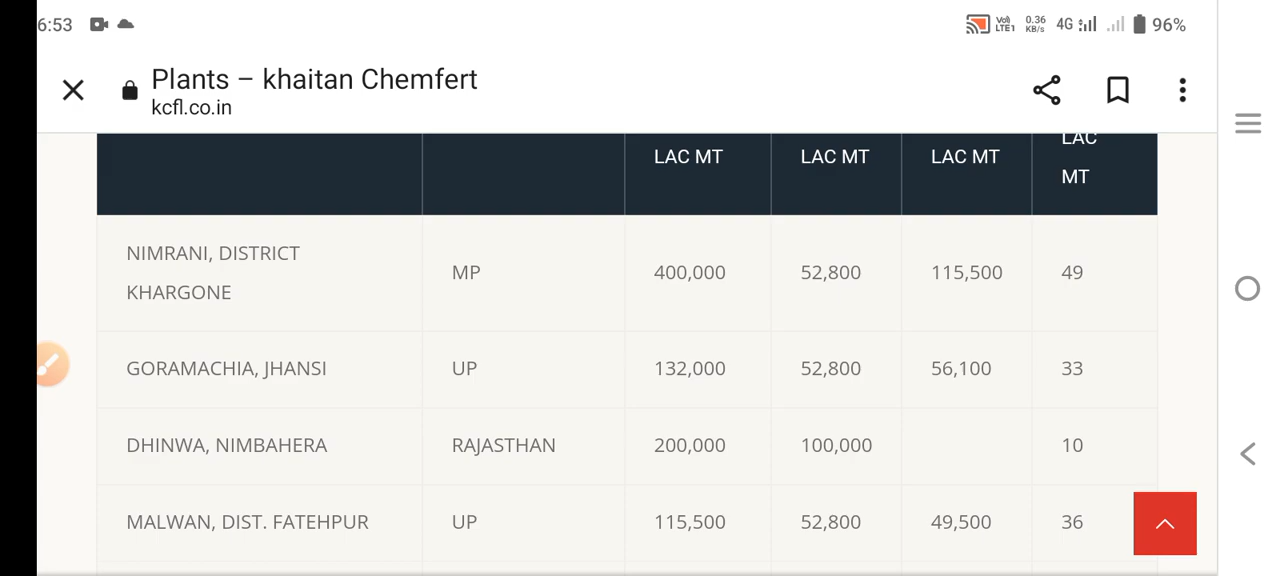 6:53 Vo) LTE1 0.36 KB/s 4G 96%
Plants – khaitan Chemfert
kcfl.co.in
LAC MT LAC MT LAC MT LAC MT
NIMRANI, DISTRICT KHARGONE MP 400,000 52,800 115,500 49
GORAMACHIA, JHANSI UP 132,000 52,800 56,100 33
DHINWA, NIMBAHERA RAJASTHAN 200,000 100,000 10
MALWAN, DIST. FATEHPUR UP 115,500 52,800 49,500 36